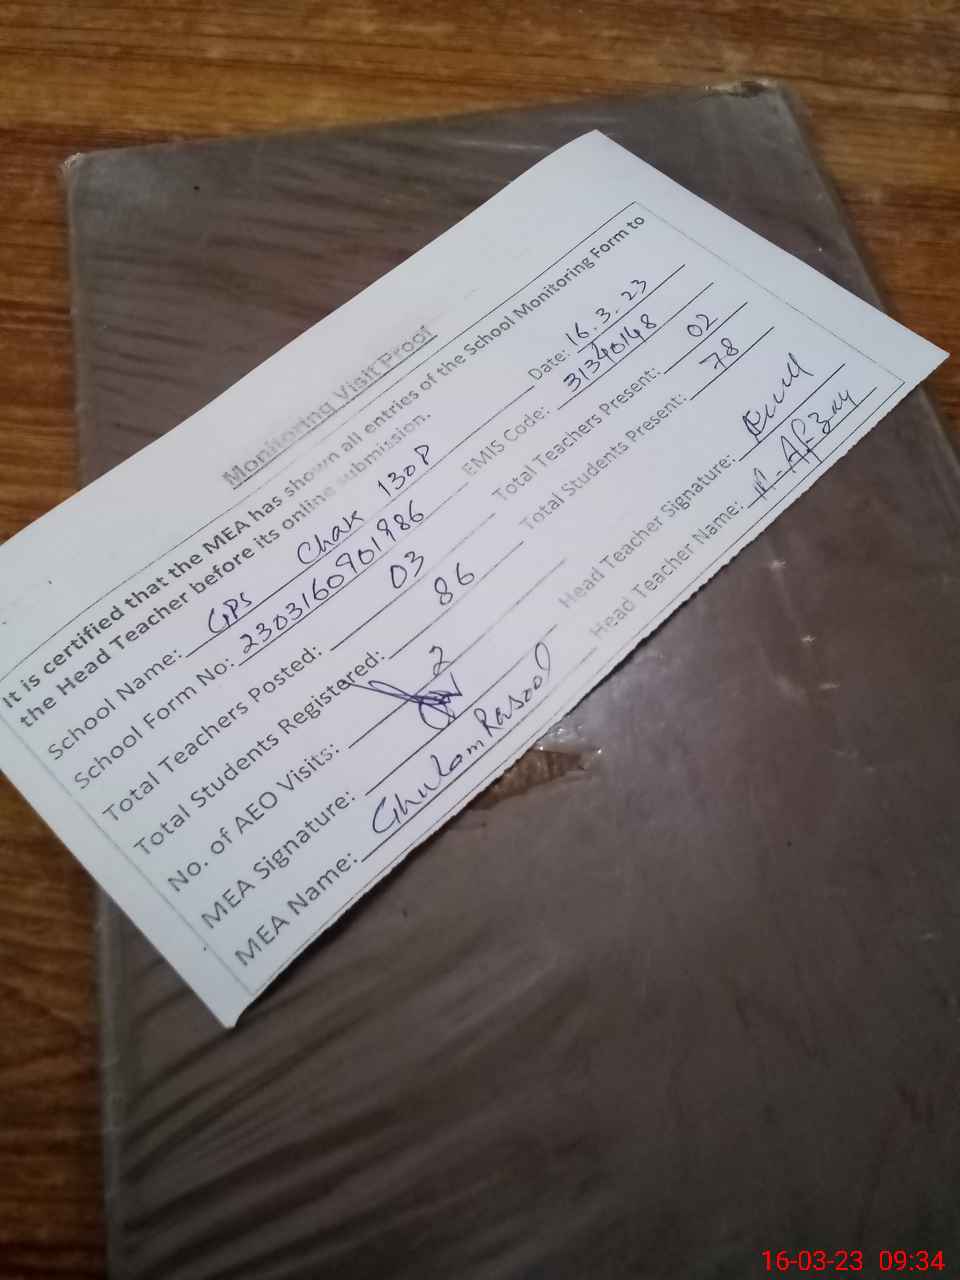 Monitoring Visit Proof
It is certified that the MEA has shown all entries of the School Monitoring Form to
the Head Teacher before its online submission.
School Name: GPS Chak 130P Date: 16.3.23
School Form No: 2303160901986 EMIS Code: 31340148
Total Teachers Posted: 03 Total Teachers Present: 02
Total Students Registered: 86 Total Students Present: 78
No. of AEO Visits: 2
MEA Signature: Head Teacher Signature:
MEA Name: Ghulam Rasool Head Teacher Name: M. Afzal
16-03-23 09:34